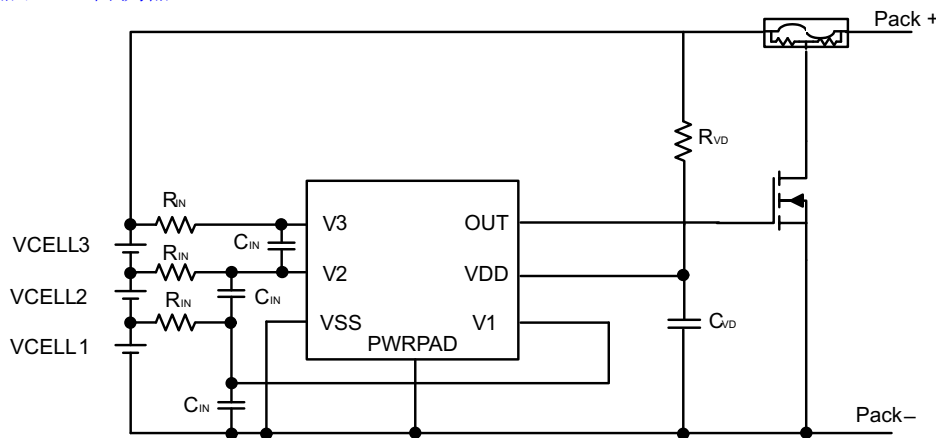 Pack +
RVD
RIN
V3
OUT
CIN
VCELL3
RIN
V2
VDD
VCELL2
RIN
CIN
VSS
V1
CVD
VCELL1
PWRPAD
CIN
Pack–